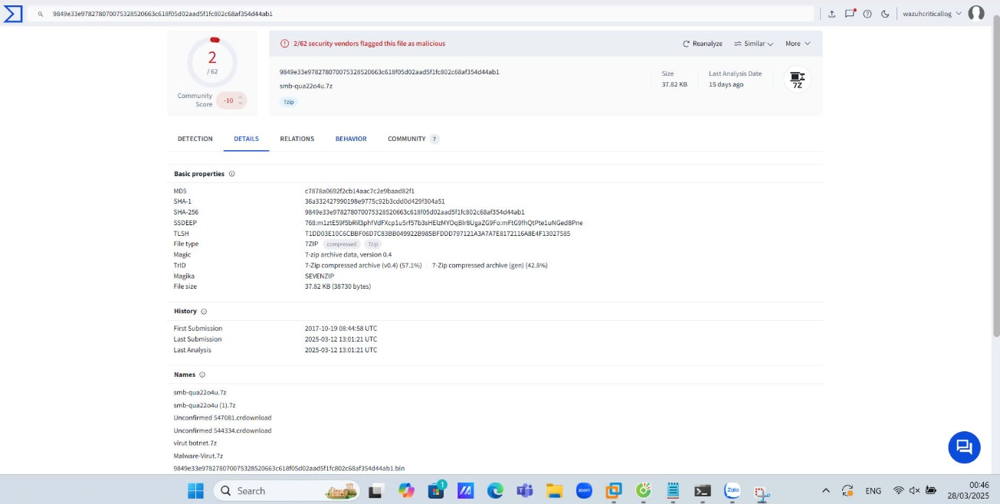 9849e33e978278070075328520663c618f05d02aad5f1fc802c68af354d44ab1
wazuhcriticallog
2
/ 62
Community Score
-10
2/62 security vendors flagged this file as malicious
Reanalyze
Similar
More
9849e33e978278070075328520663c618f05d02aad5f1fc802c68af354d44ab1
smb-qua22o4u.7z
7zip
Size
37.82 KB
Last Analysis Date
15 days ago
7Z
DETECTION
DETAILS
RELATIONS
BEHAVIOR
COMMUNITY 7
Basic properties
MD5 c7878a0692f2cb14aac7c2e9baad82f1
SHA-1 36a332427990198e9775c92b3cdd0d429f304a51
SHA-256 9849e33e978278070075328520663c618f05d02aad5f1fc802c68af354d44ab1
SSDEEP 768:m1ztE59f5bRil3phfVdFXcp1u5rf57b3sHElzMYOqBlr8UgaZG9Fo:mFtG9fhQtPte1uNGed8Pne
TLSH T1DD03E10C6CBBF06D7C83BB049922B985BFDDD797121A3A7A7E8172116A8E4F13027585
File type 7ZIP compressed 7zip
Magic 7-zip archive data, version 0.4
TrID 7-Zip compressed archive (v0.4) (57.1%) 7-Zip compressed archive (gen) (42.8%)
Magika SEVENZIP
File size 37.82 KB (38730 bytes)
History
First Submission 2017-10-19 08:44:58 UTC
Last Submission 2025-03-12 13:01:21 UTC
Last Analysis 2025-03-12 13:01:21 UTC
Names
smb-qua22o4u.7z
smb-qua22o4u (1).7z
Unconfirmed 547081.crdownload
Unconfirmed 544334.crdownload
virut botnet.7z
Malware-Virut.7z
9849e33e978278070075328520663c618f05d02aad5f1fc802c68af354d44ab1.bin
Search
1
zoom
Zalo
ENG
00:46
28/03/2025